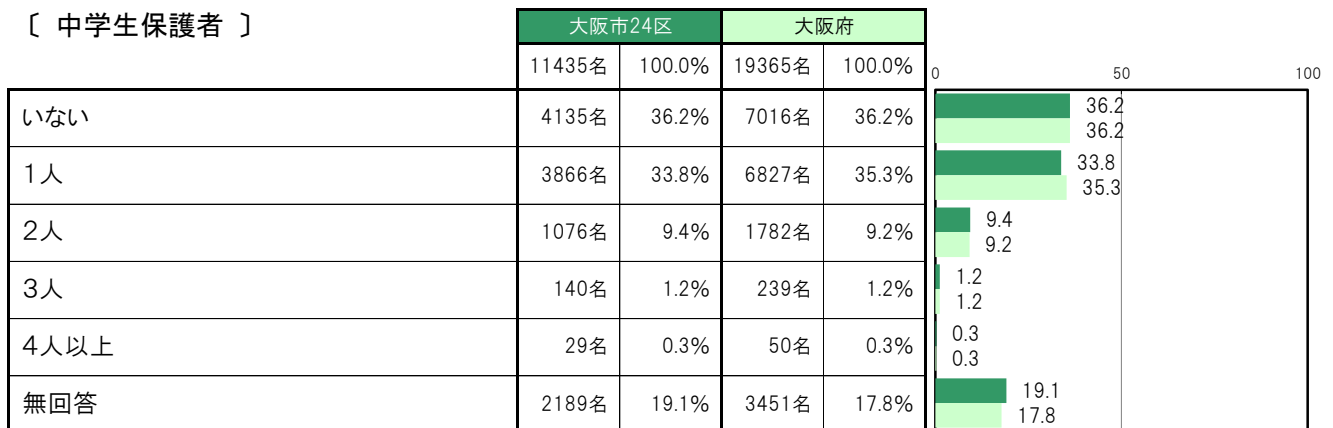 〔 中学生保護者 〕
大阪市24区 大阪府
11435名 100.0% 19365名 100.0%
0 50 100
いない 4135名 36.2% 7016名 36.2% 36.2
36.2
1人 3866名 33.8% 6827名 35.3% 33.8
35.3
2人 1076名 9.4% 1782名 9.2% 9.4
9.2
3人 140名 1.2% 239名 1.2% 1.2
1.2
4人以上 29名 0.3% 50名 0.3% 0.3
0.3
無回答 2189名 19.1% 3451名 17.8% 19.1
17.8